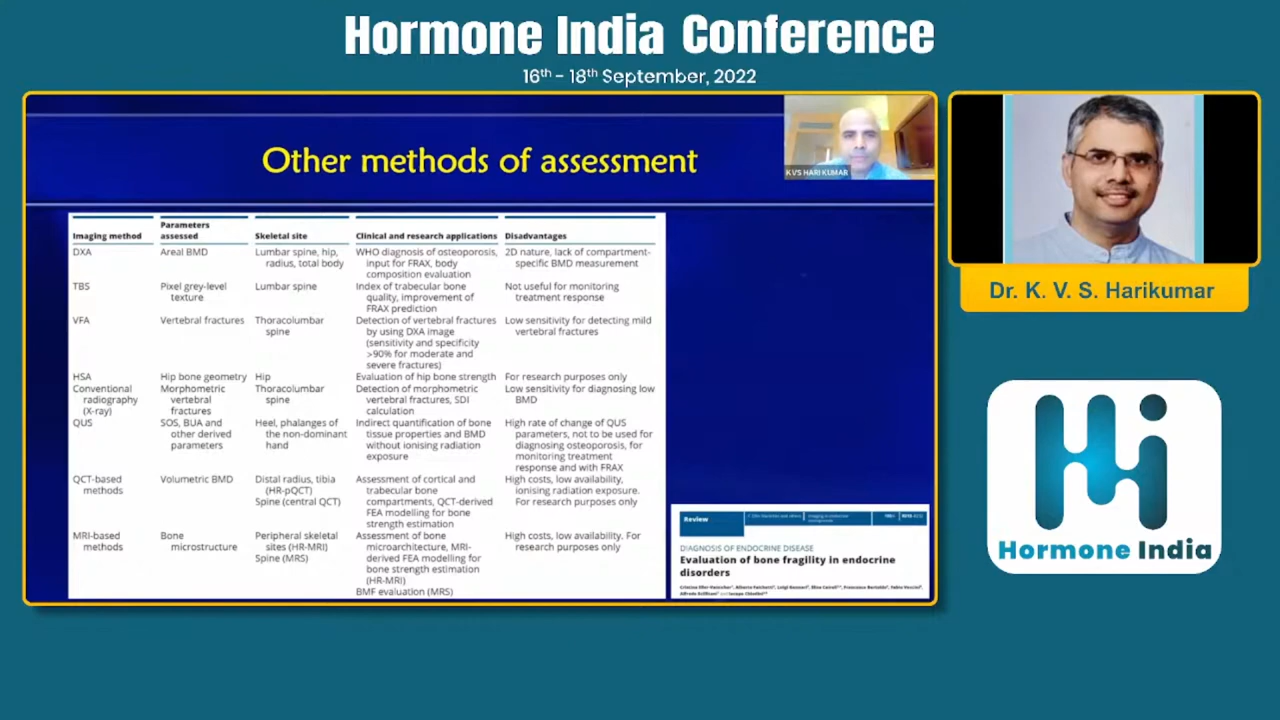 Hormone India Conference
16th - 18th September, 2022
Other methods of assessment
K VS HARI KUMAR
Imaging method Parameters assessed Skeletal site Clinical and research applications Disadvantages
DXA Areal BMD Lumbar spine, hip, radius, total body WHO diagnosis of osteoporosis, input for FRAX, body composition evaluation 2D nature, lack of compartment-specific BMD measurement
TBS Pixel grey-level texture Lumbar spine Index of trabecular bone quality, improvement of FRAX prediction Not useful for monitoring treatment response
VFA Vertebral fractures Thoracolumbar spine Detection of vertebral fractures by using DXA image (sensitivity and specificity >90% for moderate and severe fractures) Low sensitivity for detecting mild vertebral fractures
HSA Hip bone geometry Hip Evaluation of hip bone strength For research purposes only
Conventional radiography (X-ray) Morphometric vertebral fractures Thoracolumbar spine Detection of morphometric vertebral fractures, SDI calculation Low sensitivity for diagnosing low BMD
QUS SOS, BUA and other derived parameters Heel, phalanges of the non-dominant hand Indirect quantification of bone tissue properties and BMD without ionising radiation exposure High rate of change of QUS parameters, not to be used for diagnosing osteoporosis, for monitoring treatment response and with FRAX
QCT-based methods Volumetric BMD Distal radius, tibia (HR-pQCT) Spine (central QCT) Assessment of cortical and trabecular bone compartments, QCT-derived FEA modelling for bone strength estimation High costs, low availability, ionising radiation exposure. For research purposes only
MRI-based methods Bone microstructure Peripheral skeletal sites (HR-MRI) Spine (MRS) Assessment of bone microarchitecture, MRI-derived FEA modelling for bone strength estimation (HR-MRI) BMF evaluation (MRS) High costs, low availability. For research purposes only
Review
DIAGNOSIS OF ENDOCRINE DISEASE
Evaluation of bone fragility in endocrine
disorders
Dr. K. V. S. Harikumar
Hormone India